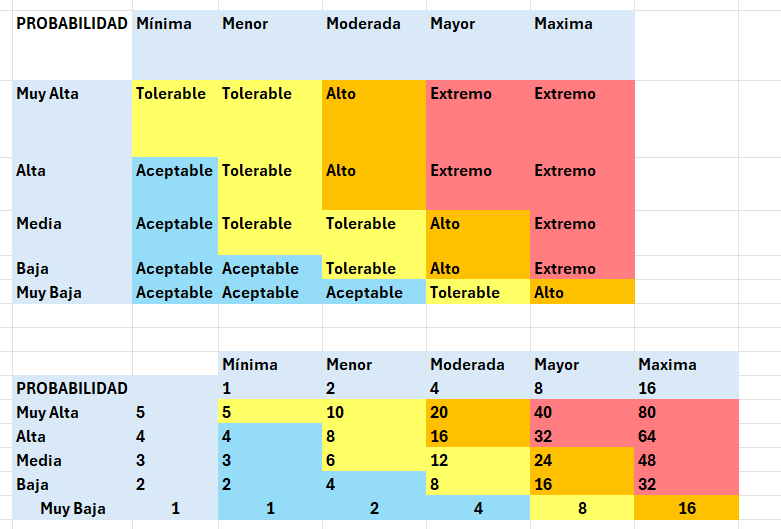 PROBABILIDAD Mínima Menor Moderada Mayor Maxima
Muy Alta Tolerable Tolerable Alto Extremo Extremo
Alta Aceptable Tolerable Alto Extremo Extremo
Media Aceptable Tolerable Tolerable Alto Extremo
Baja Aceptable Aceptable Tolerable Alto Extremo
Muy Baja Aceptable Aceptable Aceptable Tolerable Alto
Mínima Menor Moderada Mayor Maxima
PROBABILIDAD 1 2 4 8 16
Muy Alta 5 5 10 20 40 80
Alta 4 4 8 16 32 64
Media 3 3 6 12 24 48
Baja 2 2 4 8 16 32
Muy Baja 1 1 2 4 8 16